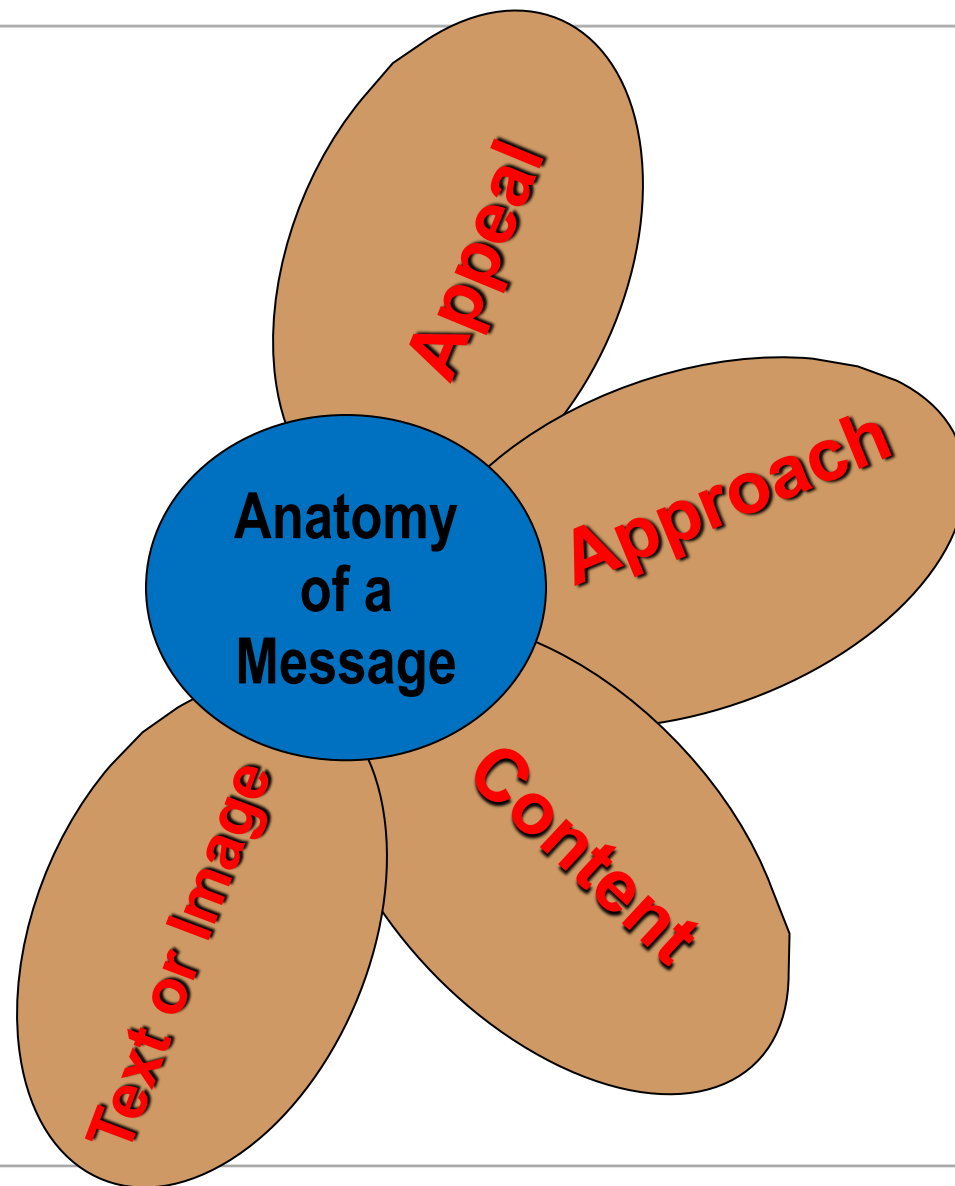 Appeal
Approach
Anatomy
of a
Message
Content
Text or Image